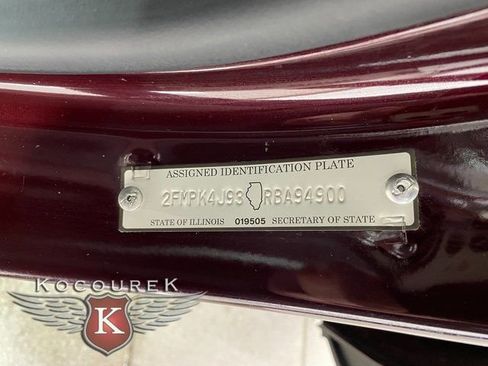 ASSIGNED IDENTIFICATION PLATE
2FMPK4J93RBA94900
STATE OF ILLINOIS 019505 SECRETARY OF STATE
KOCOUREK
K